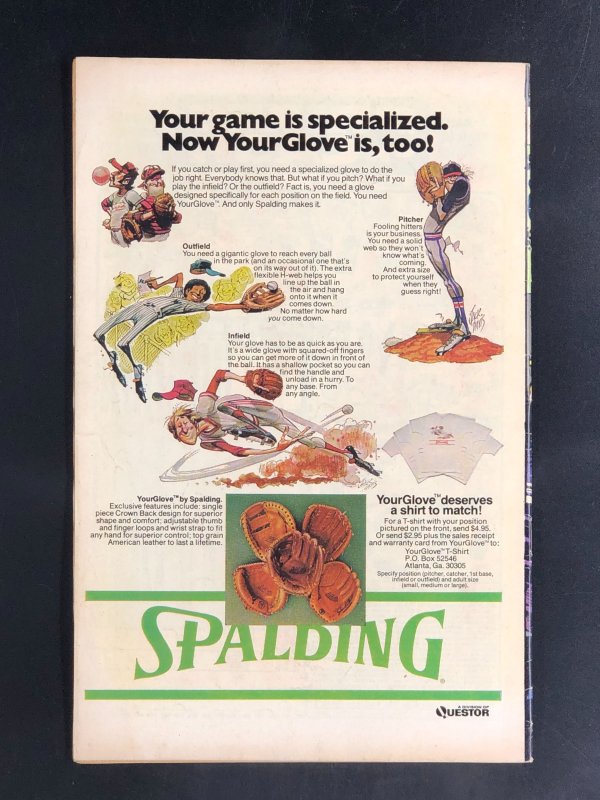 Your game is specialized.
Now YourGlove™ is, too!
If you catch or play first, you need a specialized glove to do the
job right. Everybody knows that. But what if you pitch? What if you
play the infield? Or the outfield? Fact is, you need a glove
designed specifically for each position on the field. You need
YourGlove™. And only Spalding makes it.
Pitcher
Fooling hitters
is your business.
You need a solid
web so they won't
know what's
coming.
And extra size
to protect yourself
when they
guess right!
Outfield
You need a gigantic glove to reach every ball
in the park (and an occasional one that's
on its way out of it). The extra
flexible H-web helps you
line up the ball in
the air and hang
onto it when it
comes down.
No matter how hard
you come down.
Infield
Your glove has to be as quick as you are.
It's a wide glove with squared-off fingers
so you can get more of it down in front of
the ball. It has a shallow pocket so you can
find the handle and
unload in a hurry. To
any base. From
any angle.
YourGlove™ by Spalding.
Exclusive features include: single
piece Crown Back design for superior
shape and comfort; adjustable thumb
and finger loops and wrist strap to fit
any hand for superior control; top grain
American leather to last a lifetime.
YourGlove™ deserves
a shirt to match!
For a T-shirt with your position
pictured on the front, send $4.95.
Or send $2.95 plus the sales receipt
and warranty card from YourGlove™ to:
YourGlove™ T-Shirt
P.O. Box 52546
Atlanta, Ga. 30305
Specify position (pitcher, catcher, 1st base,
infield or outfield) and adult size
(small, medium or large).
SPALDING®
A DIVISION OF
QUESTOR